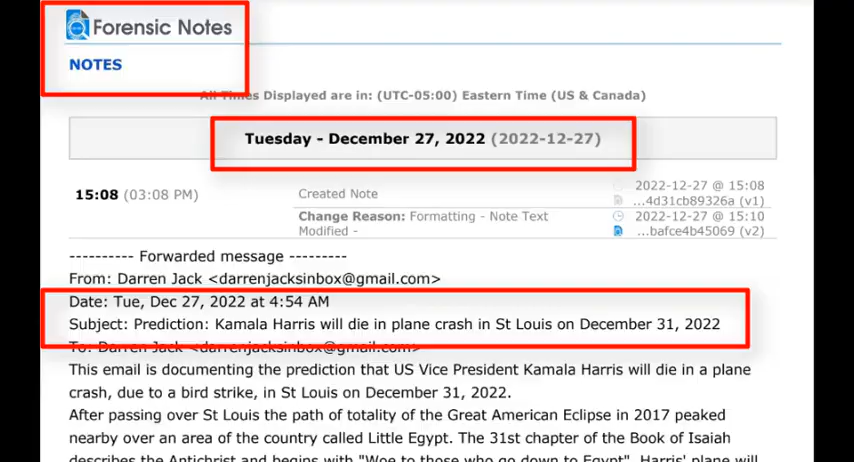 Forensic Notes
NOTES
All Times Displayed are in: (UTC-05:00) Eastern Time (US & Canada)
Tuesday - December 27, 2022 (2022-12-27)
15:08 (03:08 PM)
Created Note
2022-12-27 @ 15:08
...4d31cb89326a (v1)
Change Reason: Formatting - Note Text
2022-12-27 @ 15:10
Modified -
...bafce4b45069 (v2)
---------- Forwarded message ---------
From: Darren Jack <darrenjacksinbox@gmail.com>
Date: Tue, Dec 27, 2022 at 4:54 AM
Subject: Prediction: Kamala Harris will die in plane crash in St Louis on December 31, 2022
To: Darren Jack <darrenjacksinbox@gmail.com>
This email is documenting the prediction that US Vice President Kamala Harris will die in a plane
crash, due to a bird strike, in St Louis on December 31, 2022.
After passing over St Louis the path of totality of the Great American Eclipse in 2017 peaked
nearby over an area of the country called Little Egypt. The 31st chapter of the Book of Isaiah
describes the Antichrist and begins with "Woe to those who go down to Egypt". Harris' plane will